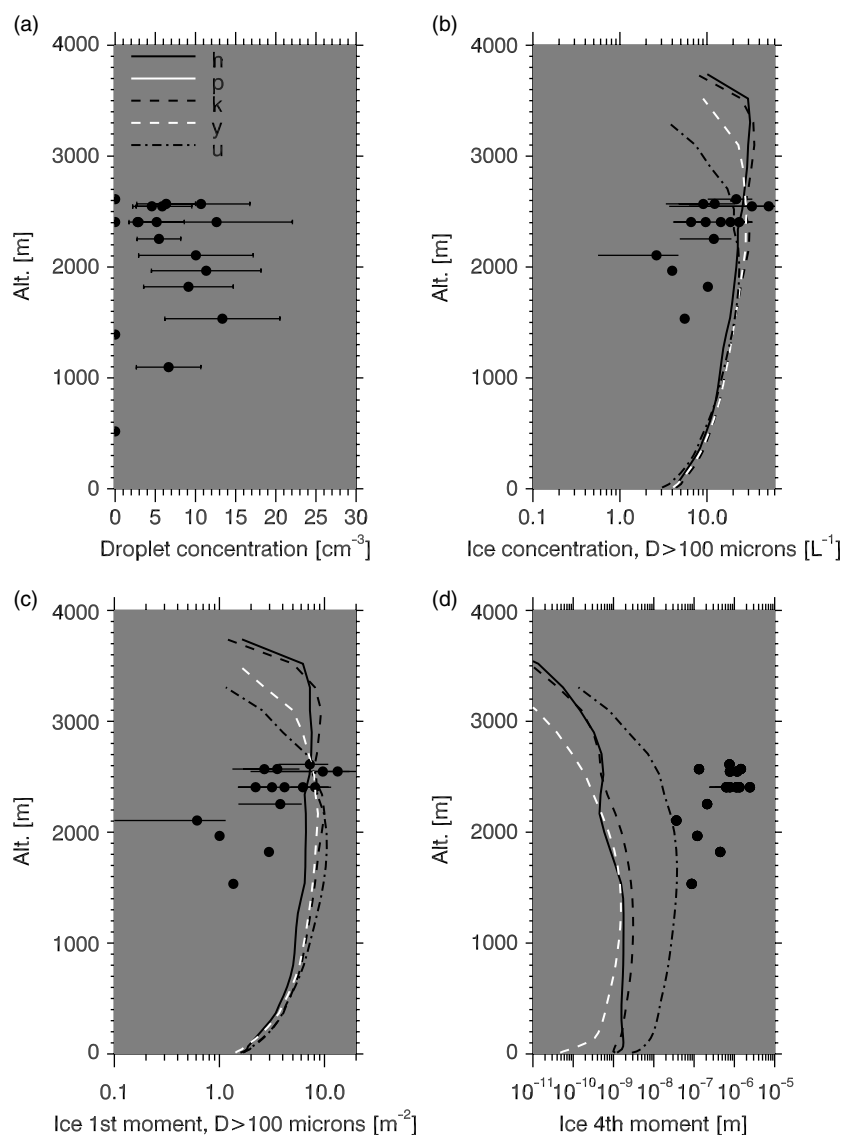 (a)
4000
3000
2000
1000
0
Alt. [m]
h
p
k
y
u
0 5 10 15 20 25 30
Droplet concentration [cm⁻³]
(b)
4000
3000
2000
1000
0
Alt. [m]
0.1 1.0 10.0
Ice concentration, D>100 microns [L⁻¹]
(c)
4000
3000
2000
1000
0
Alt. [m]
0.1 1.0 10.0
Ice 1st moment, D>100 microns [m⁻²]
(d)
4000
3000
2000
1000
0
Alt. [m]
10⁻¹¹ 10⁻¹⁰ 10⁻⁹ 10⁻⁸ 10⁻⁷ 10⁻⁶ 10⁻⁵
Ice 4th moment [m]